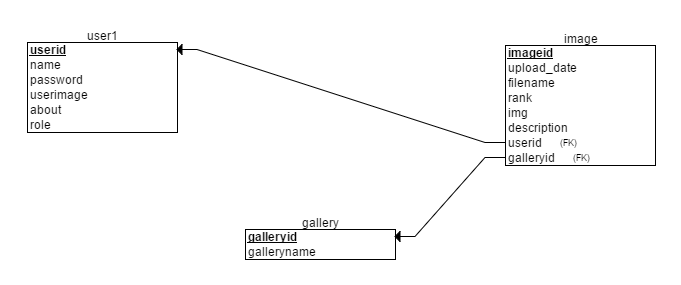 user1
userid
name
password
userimage
about
role
image
imageid
upload_date
filename
rank
img
description
userid (FK)
galleryid (FK)
gallery
galleryid
galleryname